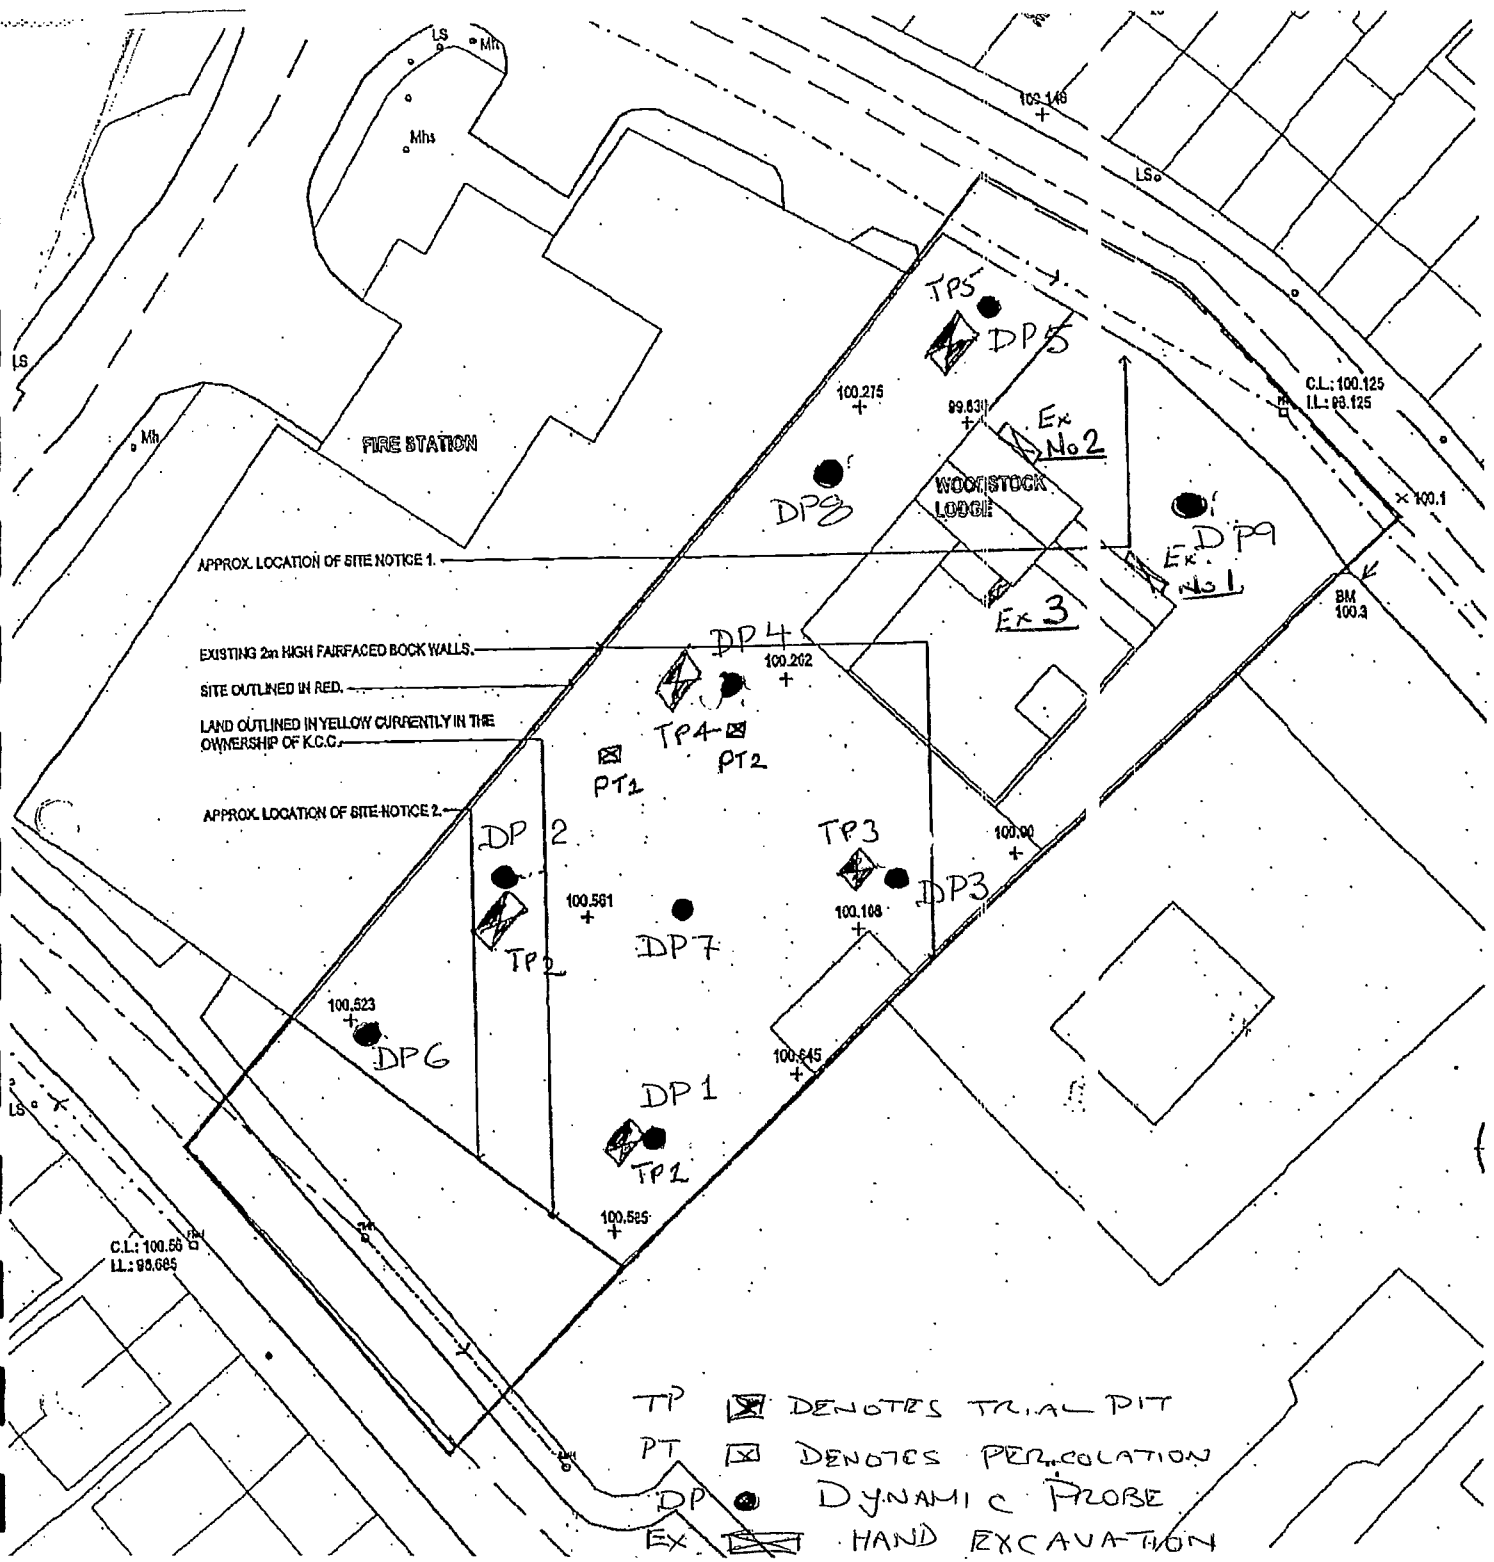 LS
Mh
Mhs
100.148
LS
TP5
DP5
LS
100.275
99.631
C.L.: 100.125
I.L.: 98.125
Mh
FIRE STATION
Ex
No 2
DP8
WOODSTOCK
LODGE
100.1
DP9
APPROX. LOCATION OF SITE NOTICE 1.
Ex.
No 1
Ex 3
BM
100.3
EXISTING 2m HIGH FAIRFACED BOCK WALLS.
DP4
100.202
SITE OUTLINED IN RED.
LAND OUTLINED IN YELLOW CURRENTLY IN THE
OWNERSHIP OF K.C.C.
TP4
PT2
PT1
APPROX. LOCATION OF SITE NOTICE 2.
DP 2
TP3
100.90
DP3
100.561
100.108
TP2
DP7
100.523
DP6
100.645
DP1
LS
TP1
100.585
C.L.: 100.56
I.L.: 98.685
TP DENOTES TRIAL PIT
PT DENOTES PERCOLATION
DP DYNAMIC PROBE
EX HAND EXCAVATION